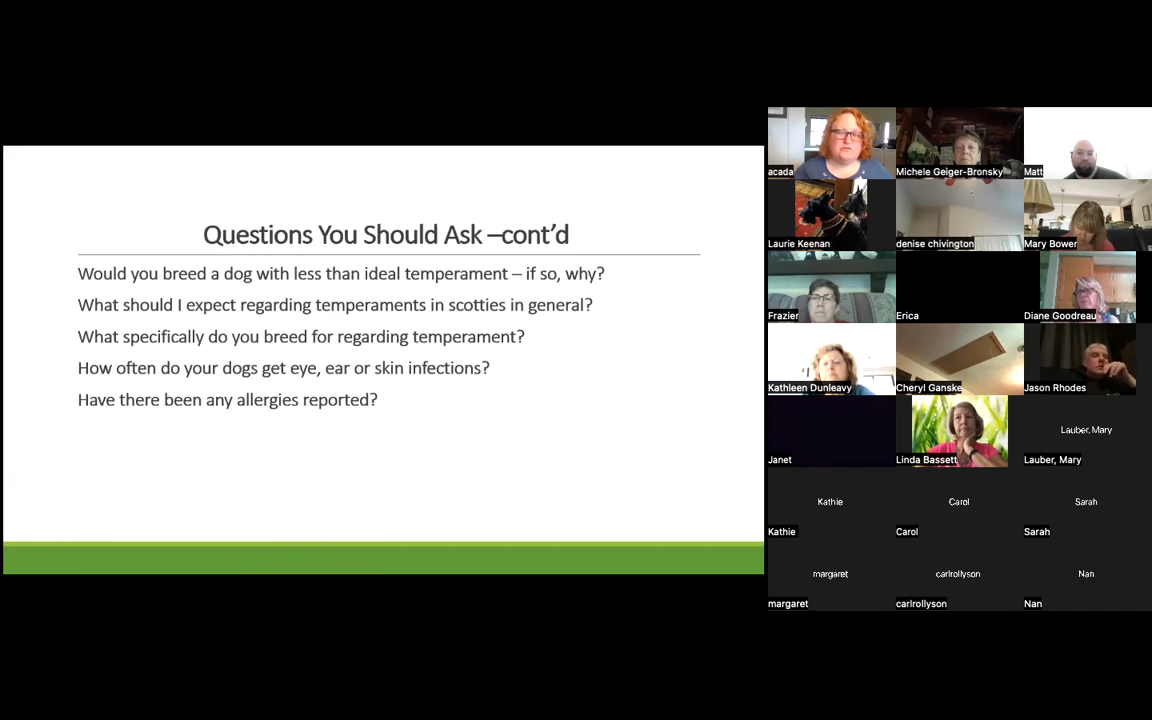 Questions You Should Ask –cont'd
Would you breed a dog with less than ideal temperament – if so, why?
What should I expect regarding temperaments in scotties in general?
What specifically do you breed for regarding temperament?
How often do your dogs get eye, ear or skin infections?
Have there been any allergies reported?
acada
Michele Geiger-Bronsky
Matt
Laurie Keenan
denise chivington
Mary Bower
Frazier
Erica
Diane Goodreau
Kathleen Dunleavy
Cheryl Ganske
Jason Rhodes
Janet
Linda Bassett
Lauber, Mary
Lauber, Mary
Kathie
Carol
Sarah
Kathie
Carol
Sarah
margaret
carlrollyson
Nan
margaret
carlrollyson
Nan